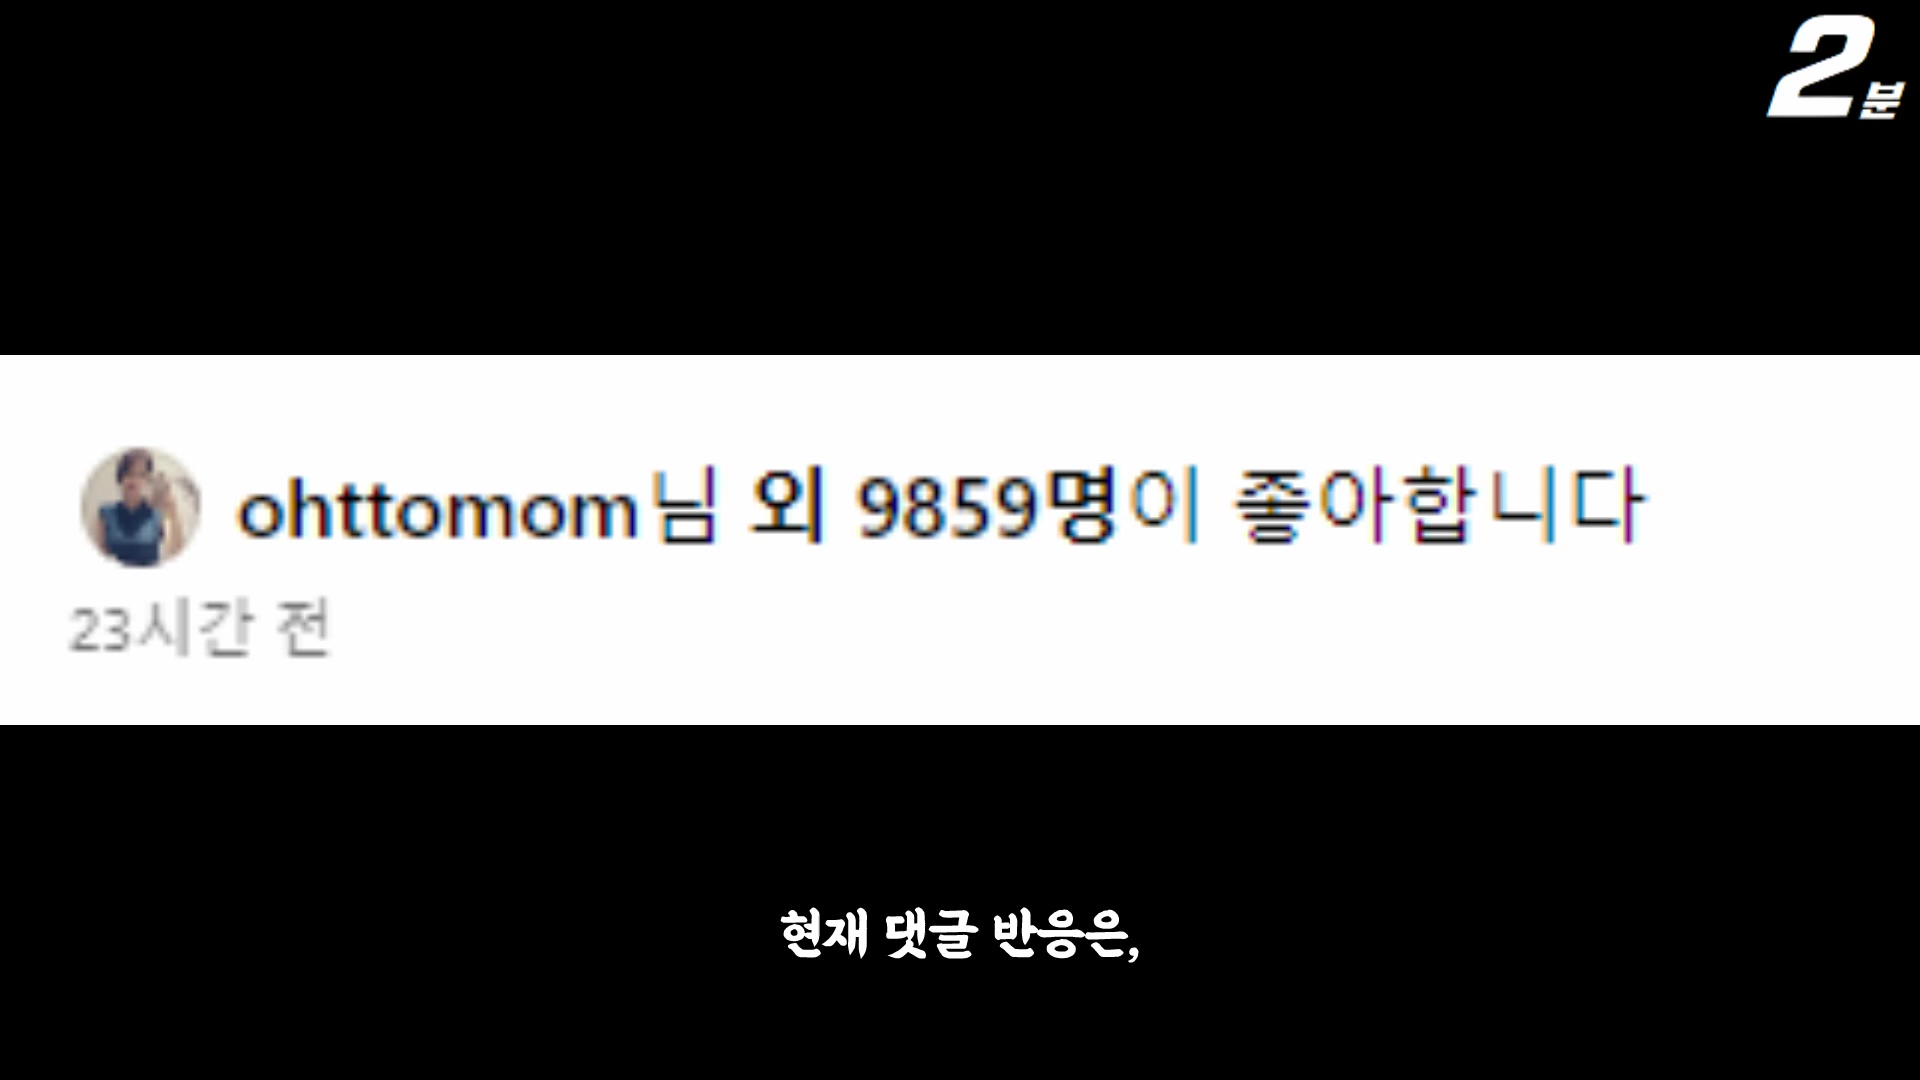 2분
ohttomom님 외 9859명이 좋아합니다
23시간 전
현재 댓글 반응은,